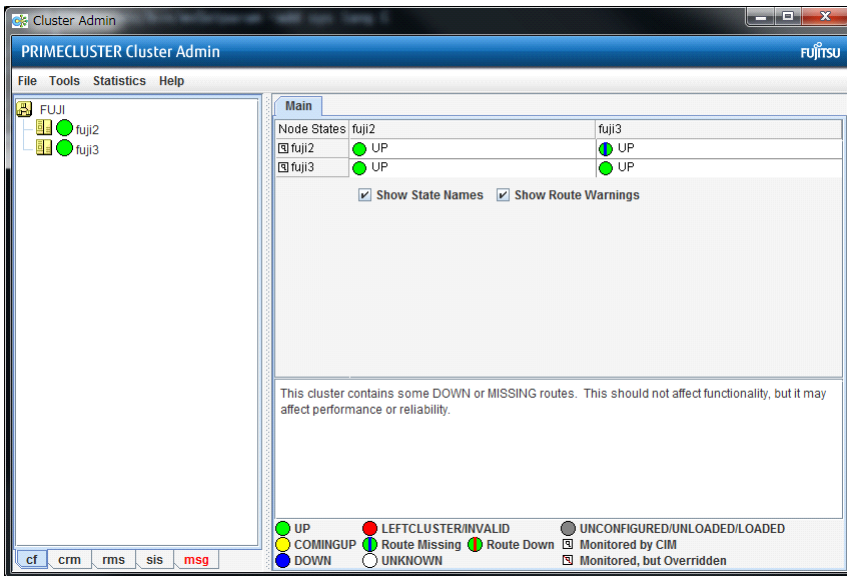 Cluster Admin
PRIMECLUSTER Cluster Admin
FUJITSU
File Tools Statistics Help
FUJI
fuji2
fuji3
Main
Node States fuji2 fuji3
fuji2 UP UP
fuji3 UP UP
Show State Names Show Route Warnings
This cluster contains some DOWN or MISSING routes. This should not affect functionality, but it may
affect performance or reliability.
UP LEFTCLUSTER/INVALID UNCONFIGURED/UNLOADED/LOADED
COMINGUP Route Missing Route Down Monitored by CIM
DOWN UNKNOWN Monitored, but Overridden
cf crm rms sis msg